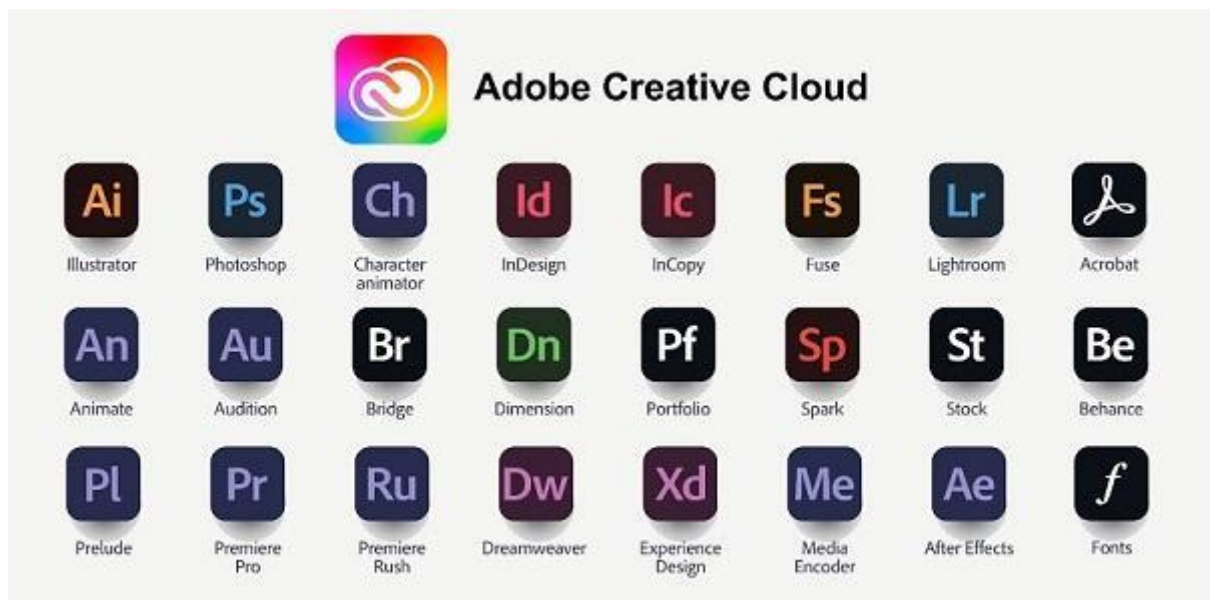 Adobe Creative Cloud
Ai Ps Ch Id Ic Fs Lr
Illustrator Photoshop Character InDesign InCopy Fuse Lightroom Acrobat
animator
An Au Br Dn Pf Sp St Be
Animate Audition Bridge Dimension Portfolio Spark Stock Behance
Pl Pr Ru Dw Xd Me Ae f
Prelude Premiere Premiere Dreamweaver Experience Media After Effects Fonts
Pro Rush Design Encoder